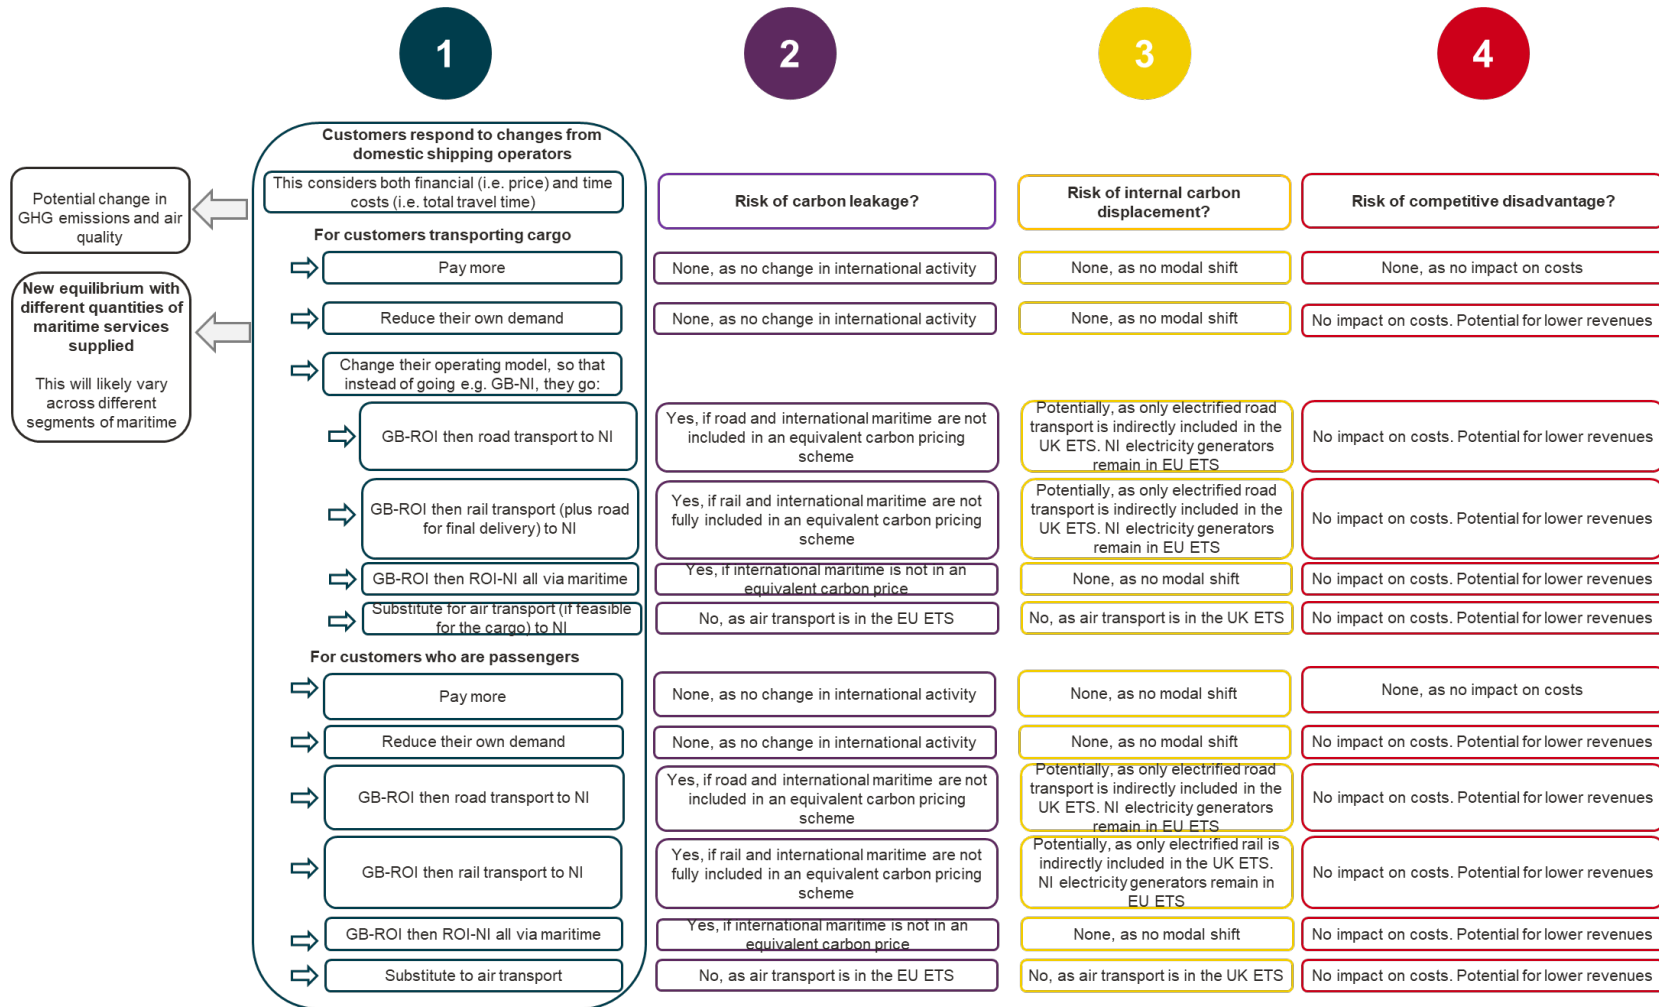 1
2
3
4
Customers respond to changes from
domestic shipping operators
This considers both financial (i.e. price) and time
costs (i.e. total travel time)
Risk of carbon leakage?
Risk of internal carbon
displacement?
Risk of competitive disadvantage?
Potential change in
GHG emissions and air
quality
For customers transporting cargo
Pay more
None, as no change in international activity
None, as no modal shift
None, as no impact on costs
New equilibrium with
different quantities of
maritime services
supplied
This will likely vary
across different
segments of maritime
Reduce their own demand
None, as no change in international activity
None, as no modal shift
No impact on costs. Potential for lower revenues
Change their operating model, so that
instead of going e.g. GB-NI, they go:
GB-ROI then road transport to NI
Yes, if road and international maritime are not
included in an equivalent carbon pricing
scheme
Potentially, as only electrified road
transport is indirectly included in the
UK ETS. NI electricity generators
remain in EU ETS
No impact on costs. Potential for lower revenues
GB-ROI then rail transport (plus road
for final delivery) to NI
Yes, if rail and international maritime are not
fully included in an equivalent carbon pricing
scheme
Potentially, as only electrified road
transport is indirectly included in the
UK ETS. NI electricity generators
remain in EU ETS
No impact on costs. Potential for lower revenues
GB-ROI then ROI-NI all via maritime
Yes, if international maritime is not in an
equivalent carbon price
None, as no modal shift
No impact on costs. Potential for lower revenues
Substitute for air transport (if feasible
for the cargo) to NI
No, as air transport is in the EU ETS
No, as air transport is in the UK ETS
No impact on costs. Potential for lower revenues
For customers who are passengers
Pay more
None, as no change in international activity
None, as no modal shift
None, as no impact on costs
Reduce their own demand
None, as no change in international activity
None, as no modal shift
No impact on costs. Potential for lower revenues
GB-ROI then road transport to NI
Yes, if road and international maritime are not
included in an equivalent carbon pricing
scheme
Potentially, as only electrified road
transport is indirectly included in the
UK ETS. NI electricity generators
remain in EU ETS
No impact on costs. Potential for lower revenues
GB-ROI then rail transport to NI
Yes, if rail and international maritime are not
fully included in an equivalent carbon pricing
scheme
Potentially, as only electrified rail is
indirectly included in the UK ETS.
NI electricity generators remain in
EU ETS
No impact on costs. Potential for lower revenues
GB-ROI then ROI-NI all via maritime
Yes, if international maritime is not in an
equivalent carbon price
None, as no modal shift
No impact on costs. Potential for lower revenues
Substitute to air transport
No, as air transport is in the EU ETS
No, as air transport is in the UK ETS
No impact on costs. Potential for lower revenues